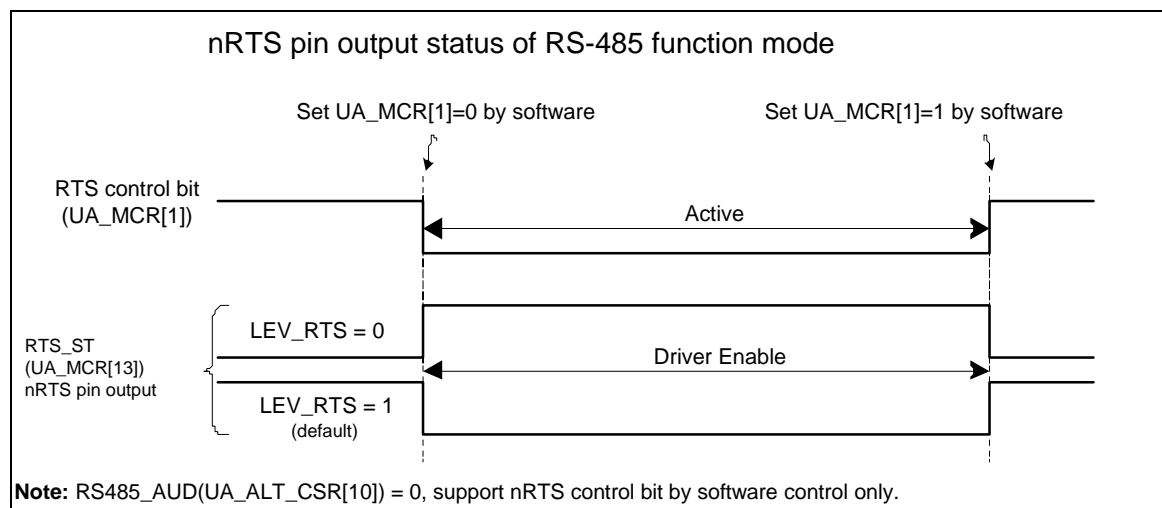 nRTS pin output status of RS-485 function mode
Set UA_MCR[1]=0 by software
Set UA_MCR[1]=1 by software
RTS control bit
(UA_MCR[1])
Active
LEV_RTS = 0
RTS_ST
(UA_MCR[13])
nRTS pin output
Driver Enable
LEV_RTS = 1
(default)
Note: RS485_AUD(UA_ALT_CSR[10]) = 0, support nRTS control bit by software control only.